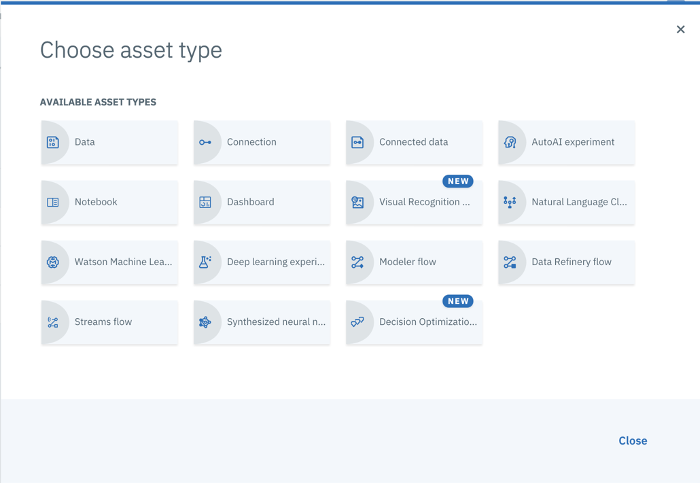 Choose asset type
AVAILABLE ASSET TYPES
Data
Connection
Connected data
AutoAI experiment
Notebook
Dashboard
NEW
Visual Recognition ...
Natural Language Cl...
Watson Machine Lea...
Deep learning experi...
Modeler flow
Data Refinery flow
Streams flow
Synthesized neural n...
NEW
Decision Optimizatio...
Close